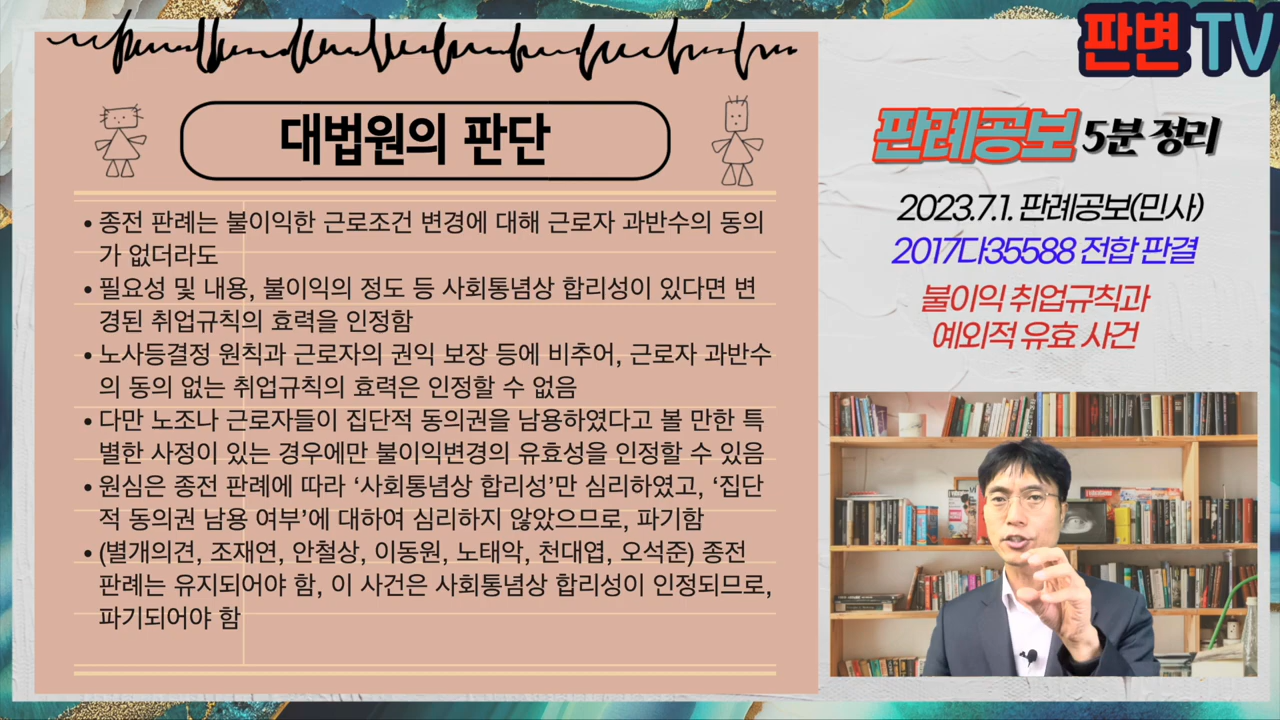 판변 TV
대법원의 판단
• 종전 판례는 불이익한 근로조건 변경에 대해 근로자 과반수의 동의
가 없더라도
• 필요성 및 내용, 불이익의 정도 등 사회통념상 합리성이 있다면 변
경된 취업규칙의 효력을 인정함
• 노사등결정 원칙과 근로자의 권익 보장 등에 비추어, 근로자 과반수
의 동의 없는 취업규칙의 효력은 인정할 수 없음
• 다만 노조나 근로자들이 집단적 동의권을 남용하였다고 볼 만한 특
별한 사정이 있는 경우에만 불이익변경의 유효성을 인정할 수 있음
• 원심은 종전 판례에 따라 ‘사회통념상 합리성’만 심리하였고, ‘집단
적 동의권 남용 여부’에 대하여 심리하지 않았으므로, 파기함
• (별개의견, 조재연, 안철상, 이동원, 노태악, 천대엽, 오석준) 종전
판례는 유지되어야 함, 이 사건은 사회통념상 합리성이 인정되므로,
파기되어야 함
판례공보 5분 정리
2023.7.1. 판례공보(민사)
2017다35588 전합 판결
불이익 취업규칙과
예외적 유효 사건